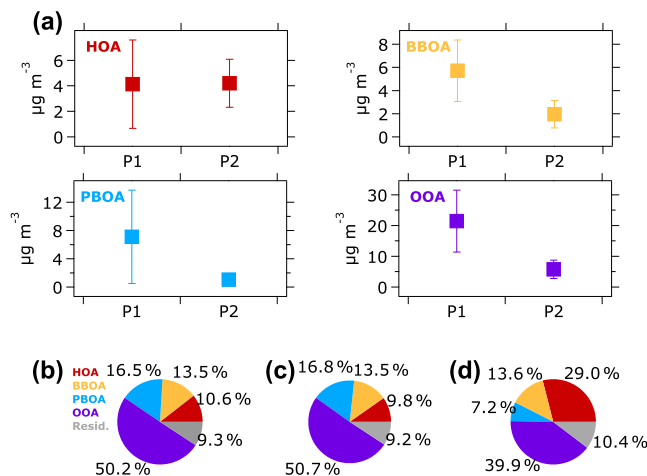 (a)
HOA
µg m-3
6
4
2
0
P1 P2
BBOA
µg m-3
8
6
4
2
0
P1 P2
PBOA
µg m-3
12
8
4
0
P1 P2
OOA
µg m-3
30
20
10
0
P1 P2
(b)
HOA
BBOA
PBOA
OOA
Resid.
16.5 %
13.5 %
10.6 %
9.3 %
50.2 %
(c)
16.8 %
13.5 %
9.8 %
9.2 %
50.7 %
(d)
13.6 %
29.0 %
7.2 %
10.4 %
39.9 %